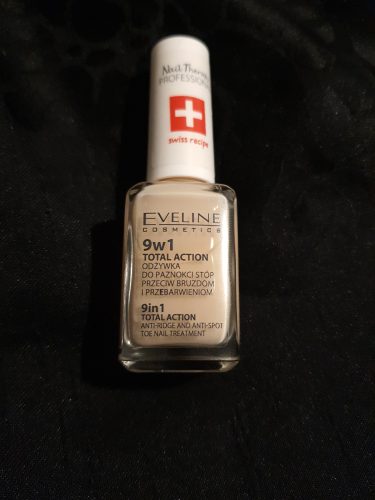 Nail Therapy
PROFESSIONAL
swiss recipe
EVELINE
COSMETICS
9w1
TOTAL ACTION
ODŻYWKA
DO PAZNOKCI STÓP
PRZECIW BRUZDOM
I PRZEBARWIENIOM
9in1
TOTAL ACTION
ANTI-RIDGE AND ANTI-SPOT
TOE NAIL TREATMENT